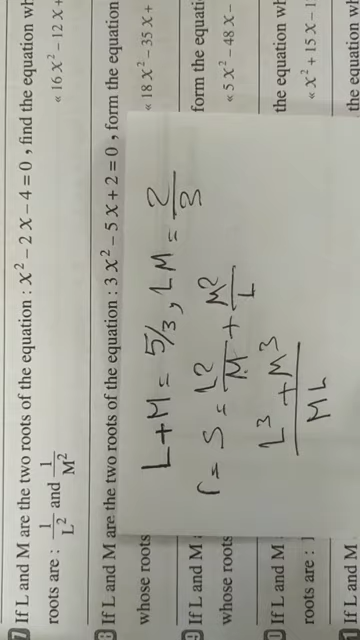 7 If L and M are the two roots of the equation : x² – 2 x – 4 = 0 , find the equation wh
roots are : 1/L² and 1/M²
« 16 x² – 12 x +
8 If L and M are the two roots of the equation : 3 x² – 5 x + 2 = 0 , form the equation
whose roots
« 18 x² – 35 x +
L + M = 5/3 , L M = 2/3
= S = L²/M + M²/L
L³ + M³ / ML
9 If L and M
form the equati
whose roots
« 5 x² – 48 x –
If L and M
the equation wh
roots are :
« x² + 15 x – 1
If L and M
the equation wh